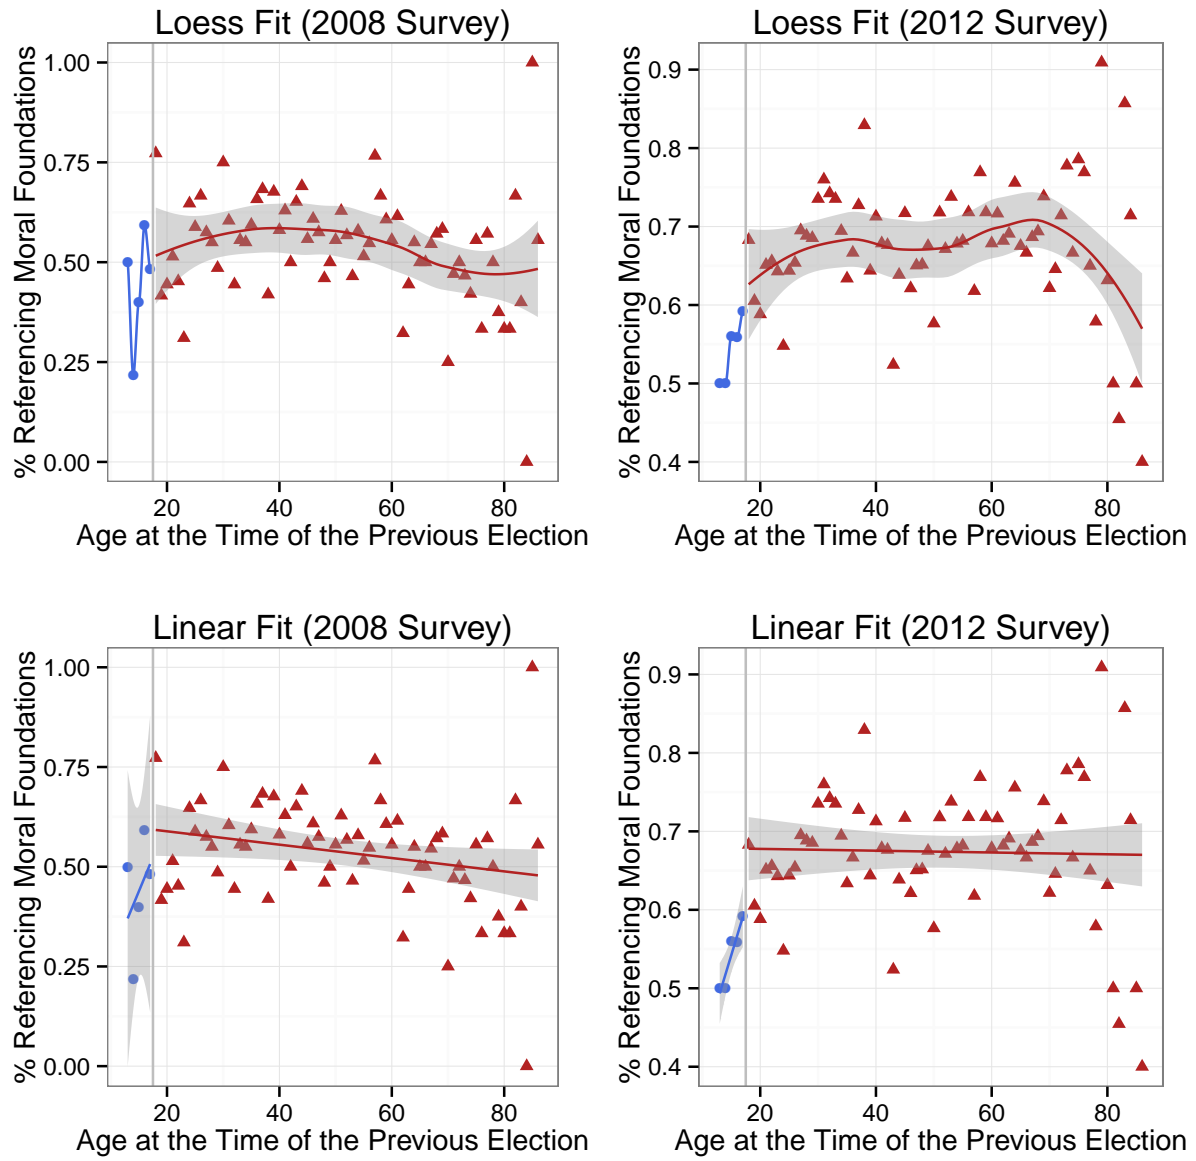 Loess Fit (2008 Survey)
% Referencing Moral Foundations
1.00
0.75
0.50
0.25
0.00
20 40 60 80
Age at the Time of the Previous Election
Loess Fit (2012 Survey)
% Referencing Moral Foundations
0.9
0.8
0.7
0.6
0.5
0.4
20 40 60 80
Age at the Time of the Previous Election
Linear Fit (2008 Survey)
% Referencing Moral Foundations
1.00
0.75
0.50
0.25
0.00
20 40 60 80
Age at the Time of the Previous Election
Linear Fit (2012 Survey)
% Referencing Moral Foundations
0.9
0.8
0.7
0.6
0.5
0.4
20 40 60 80
Age at the Time of the Previous Election